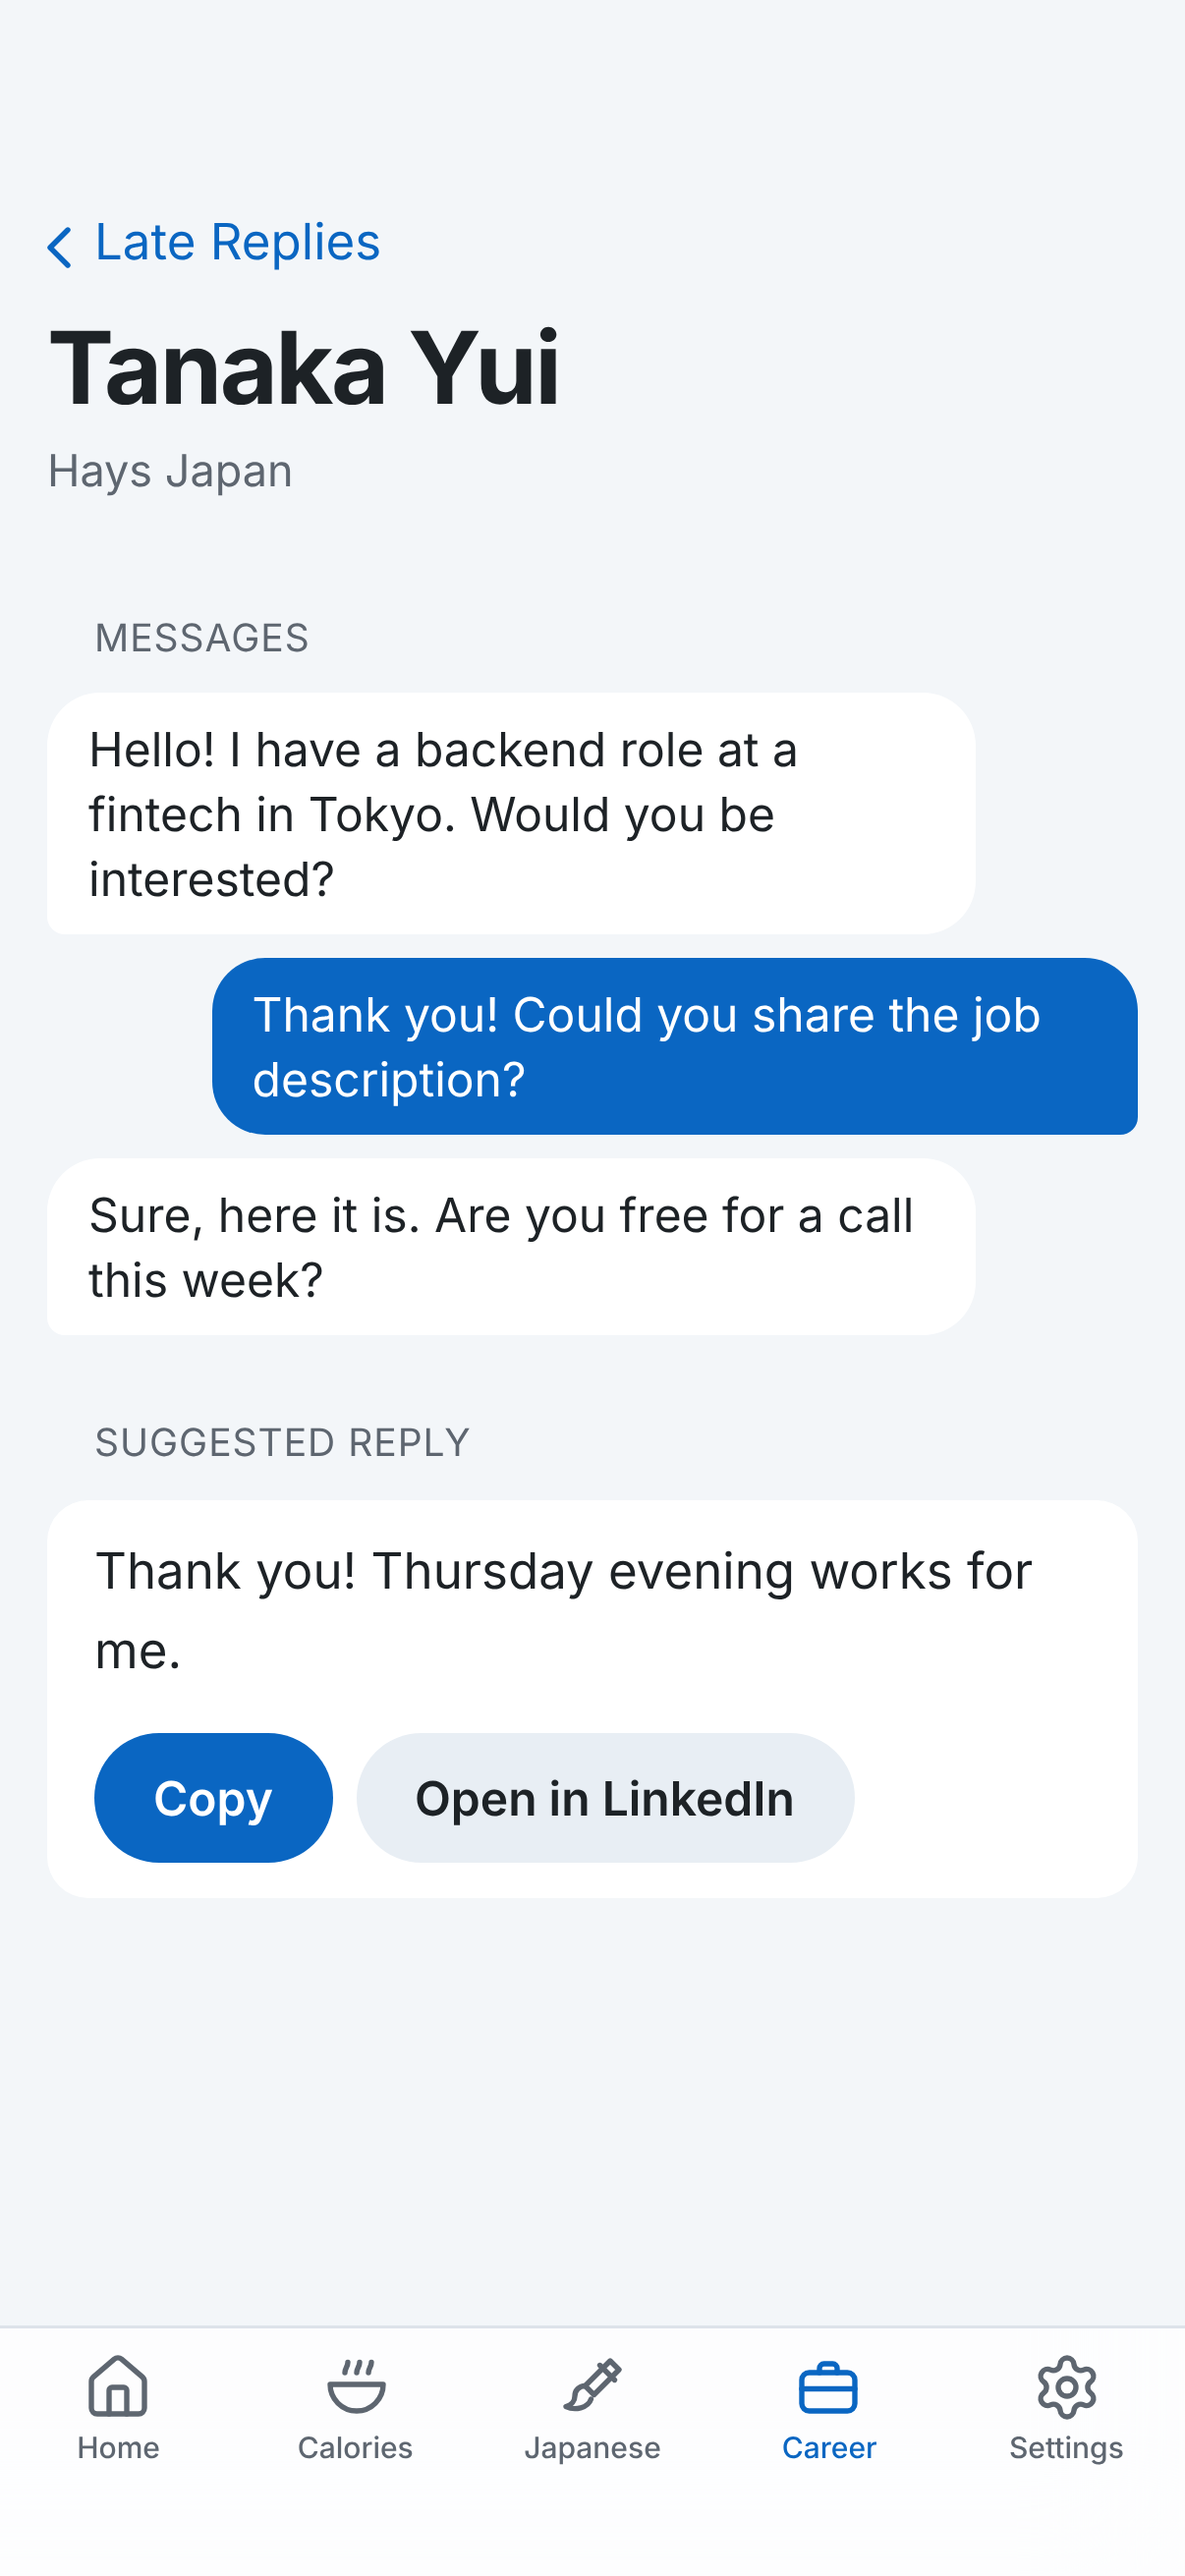 Late Replies
Tanaka Yui
Hays Japan
MESSAGES
Hello! I have a backend role at a
fintech in Tokyo. Would you be
interested?
Thank you! Could you share the job
description?
Sure, here it is. Are you free for a call
this week?
SUGGESTED REPLY
Thank you! Thursday evening works for
me.
Copy
Open in LinkedIn
Home
Calories
Japanese
Career
Settings